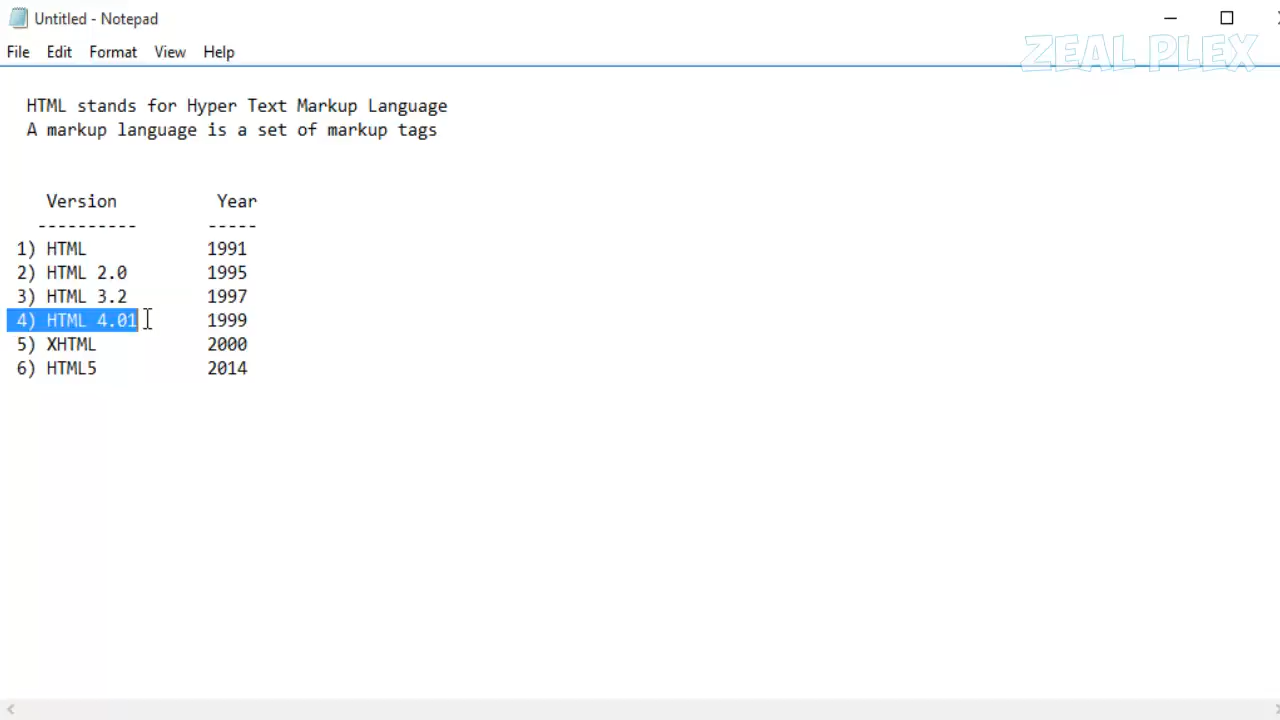 Untitled - Notepad
File Edit Format View Help
ZEAL PLEX
HTML stands for Hyper Text Markup Language
A markup language is a set of markup tags
Version Year
---------- -----
1) HTML 1991
2) HTML 2.0 1995
3) HTML 3.2 1997
4) HTML 4.01 1999
5) XHTML 2000
6) HTML5 2014